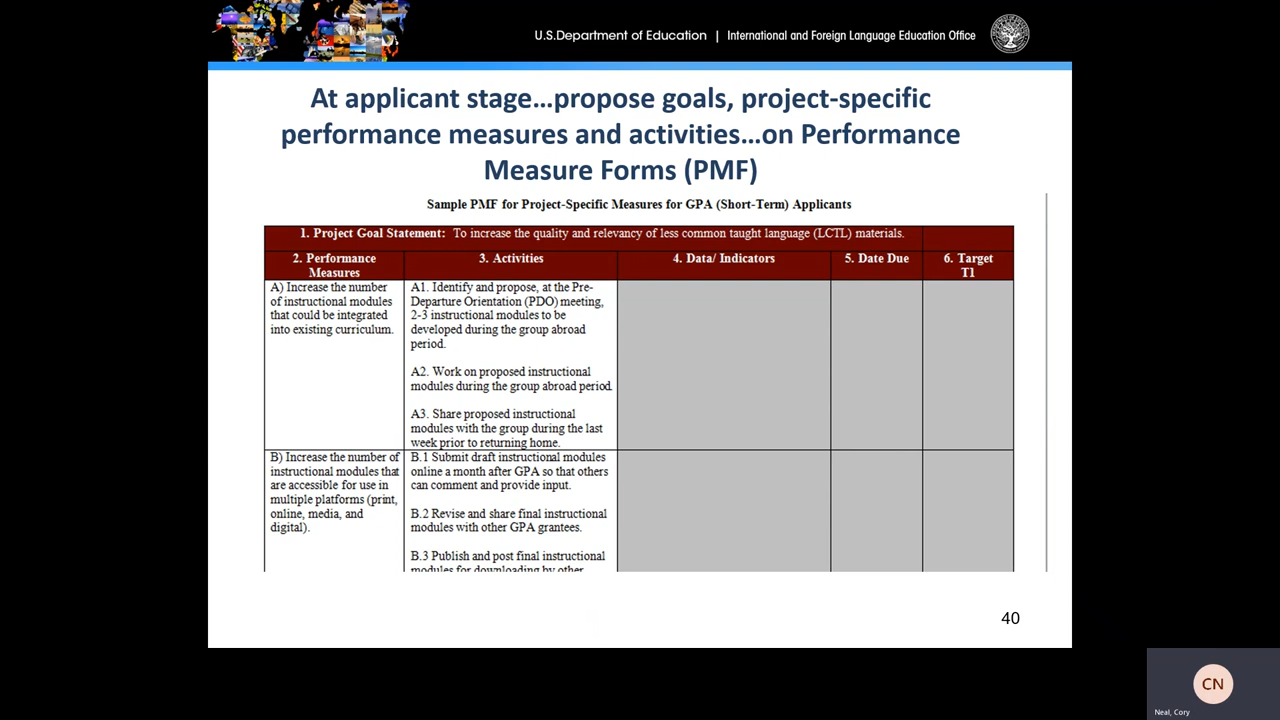 U.S.Department of Education | International and Foreign Language Education Office
At applicant stage…propose goals, project-specific
performance measures and activities…on Performance
Measure Forms (PMF)
Sample PMF for Project-Specific Measures for GPA (Short-Term) Applicants
1. Project Goal Statement: To increase the quality and relevancy of less common taught language (LCTL) materials.
2. Performance
Measures
3. Activities
4. Data/ Indicators
5. Date Due
6. Target
T1
A) Increase the number
of instructional modules
that could be integrated
into existing curriculum.
A1. Identify and propose, at the Pre-
Departure Orientation (PDO) meeting,
2-3 instructional modules to be
developed during the group abroad
period.
A2. Work on proposed instructional
modules during the group abroad period.
A3. Share proposed instructional
modules with the group during the last
week prior to returning home.
B) Increase the number of
instructional modules that
are accessible for use in
multiple platforms (print,
online, media, and
digital).
B.1 Submit draft instructional modules
online a month after GPA so that others
can comment and provide input.
B.2 Revise and share final instructional
modules with other GPA grantees.
B.3 Publish and post final instructional
modules for downloading by other
40
CN
Neal, Cory